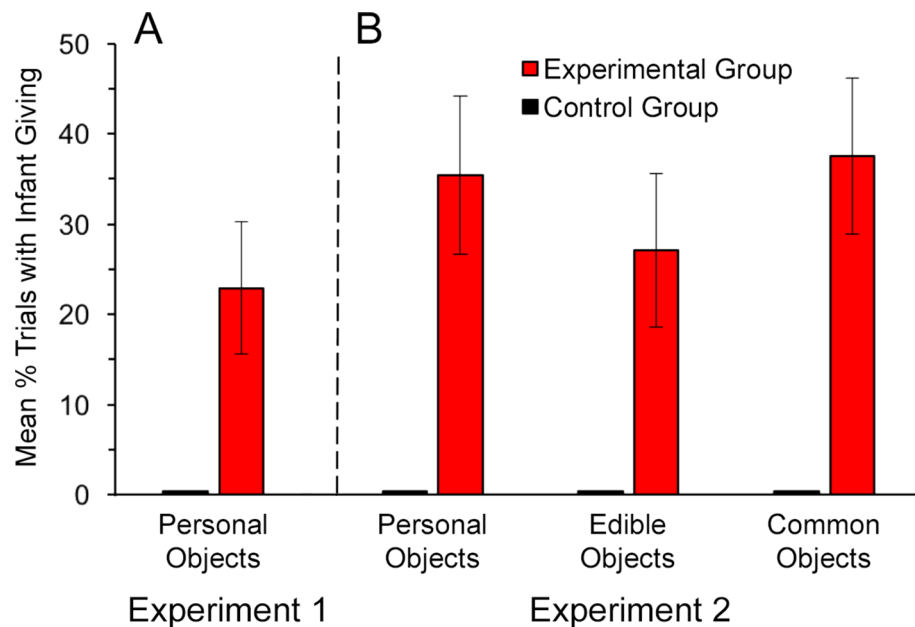 A
B
Mean % Trials with Infant Giving
50
40
30
20
10
0
Experimental Group
Control Group
Personal
Objects
Personal
Objects
Edible
Objects
Common
Objects
Experiment 1
Experiment 2